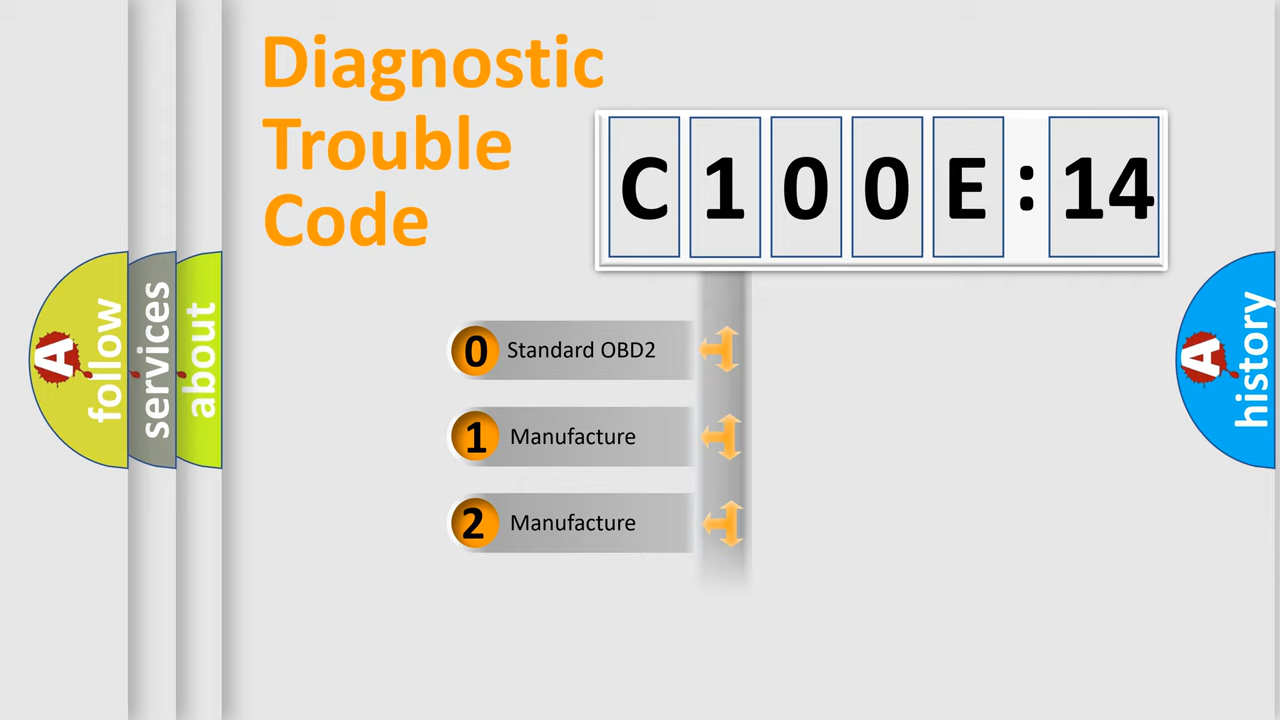 Diagnostic
Trouble
Code
C100E:14
0 Standard OBD2
1 Manufacture
2 Manufacture
A follow
services
about
A history